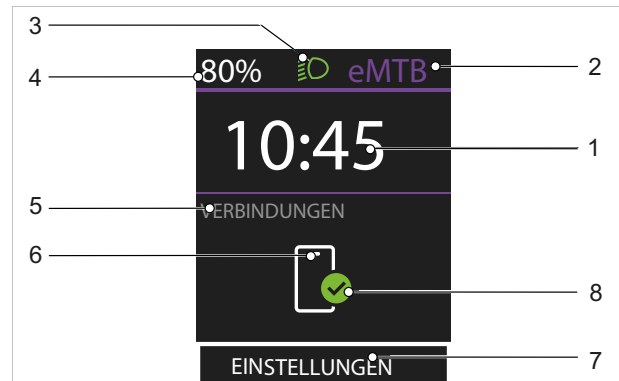 3
4 80% eMTB 2
10:45 1
5 VERBINDUNGEN
6
8
EINSTELLUNGEN 7